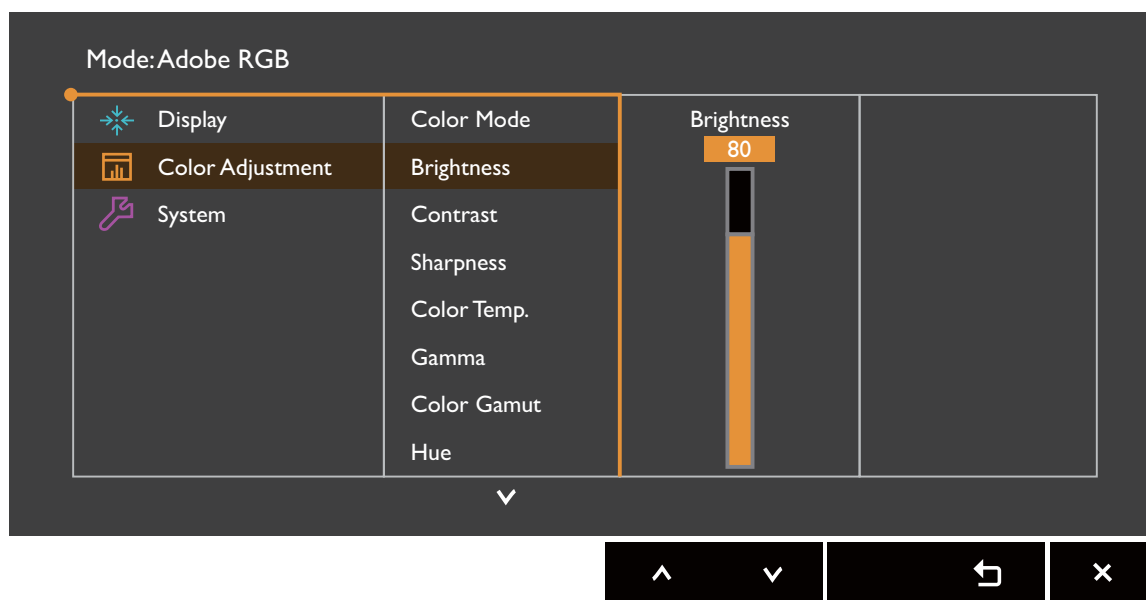 Mode: Adobe RGB
Display
Color Adjustment
System
Color Mode
Brightness
Contrast
Sharpness
Color Temp.
Gamma
Color Gamut
Hue
Brightness
80